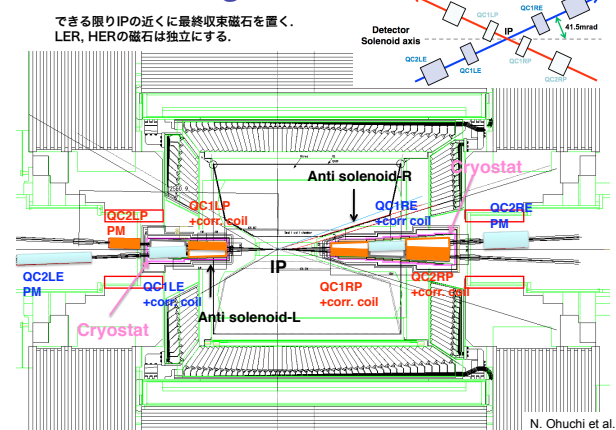 できる限りIPの近くに最終収束磁石を置く.
LER, HERの磁石は独立にする.
QC1LP
QC1RE
IP
41.5mrad
Detector
Solenoid axis
QC2LE
QC1LE
QC1RP
QC2RP
Cryostat
Anti solenoid-R
QC1LP
+corr. coil
QC1RE
+corr coil
QC2RE
PM
QC2LP
PM
IP
QC2LE
PM
QC1LE
+corr. coil
QC1RP
+corr. coil
QC2RP
+corr. coil
Anti solenoid-L
Cryostat
N. Ohuchi et al.